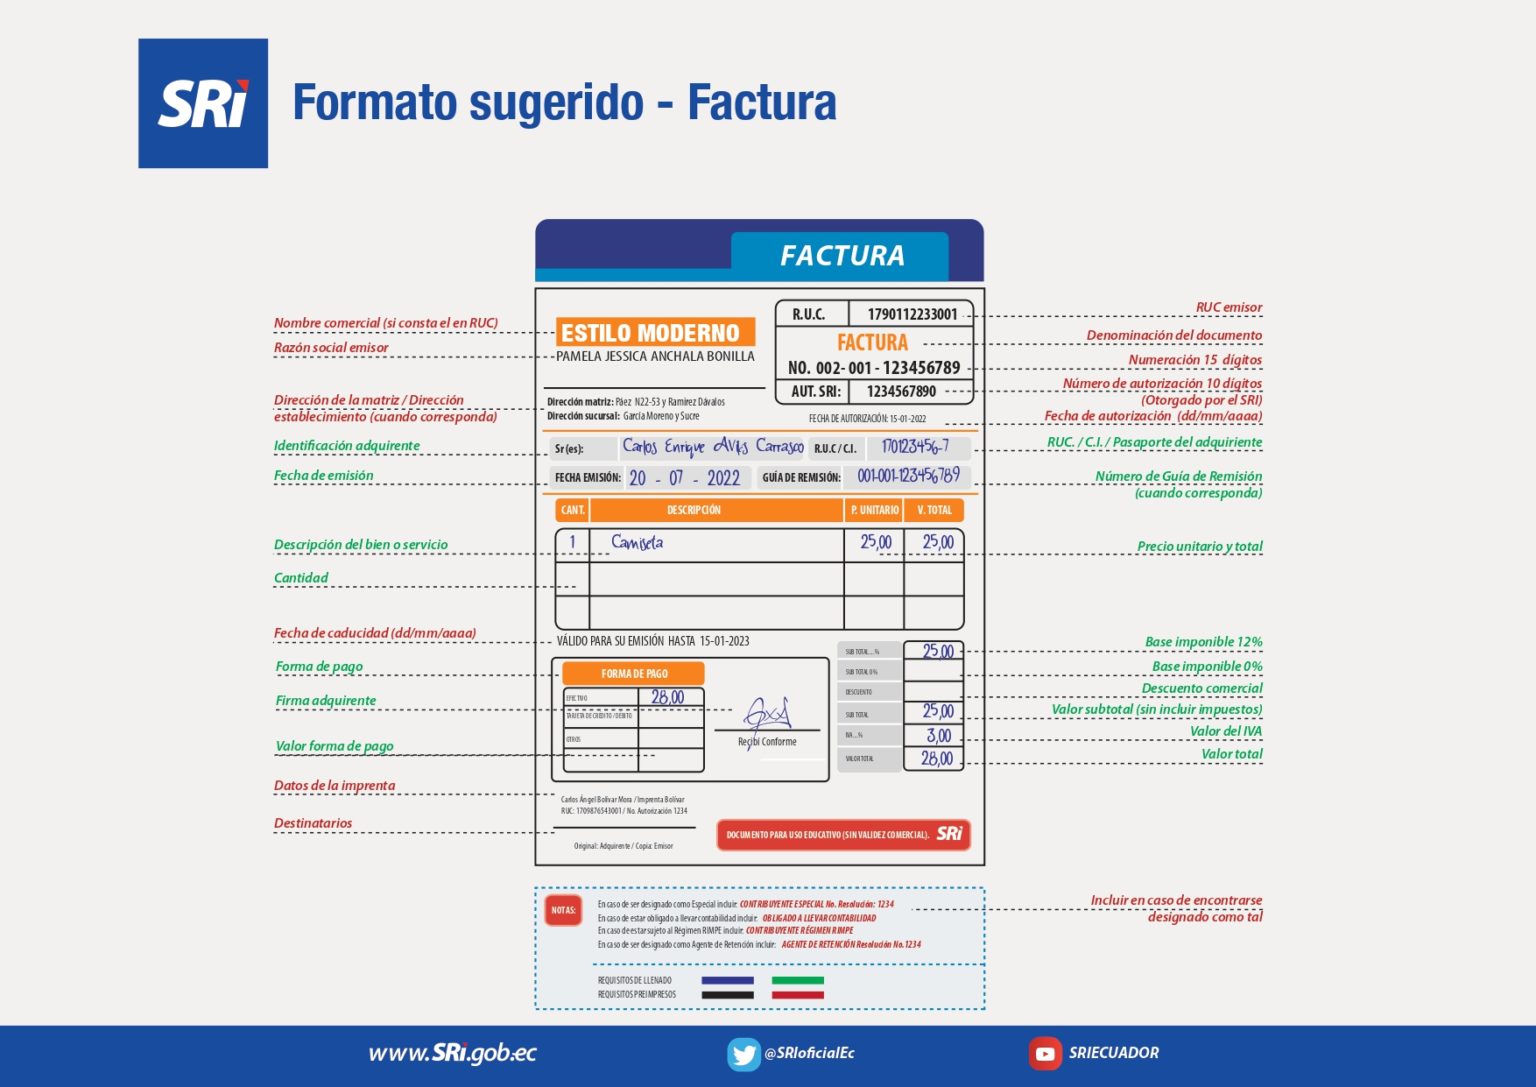 SRi
Formato sugerido - Factura
FACTURA
Nombre comercial (si consta el en RUC)
Razón social emisor
Dirección de la matriz / Dirección
establecimiento (cuando corresponda)
Identificación adquirente
Fecha de emisión
Descripción del bien o servicio
Cantidad
Fecha de caducidad (dd/mm/aaaa)
Forma de pago
Firma adquirente
Valor forma de pago
Datos de la imprenta
Destinatarios
ESTILO MODERNO
PAMELA JESSICA ANCHALA BONILLA
Dirección matriz: Páez N22-53 y Ramirez Dávalos
Dirección sucursal: García Moreno y Sucre
R.U.C. 1790112233001
FACTURA
NO. 002- 001 - 123456789
AUT. SRI: 1234567890
FECHA DE AUTORIZACIÓN: 15-01-2022
Sr(es): Carlos Enrique Avilés Carrasco R.U.C / C.I. 170123456-7
FECHA EMISIÓN: 20 - 07 - 2022 GUÍA DE REMISIÓN: 001-001-123456789
CANT. DESCRIPCIÓN P. UNITARIO V. TOTAL
1 Camiseta 25,00 25,00
VÁLIDO PARA SU EMISIÓN HASTA 15-01-2023
FORMA DE PAGO
EFECTIVO 28,00
TARJETA DE CRÉDITO / DÉBITO
OTROS
Recibí Conforme
SUB TOTAL....% 25,00
SUB TOTAL 0%
DESCUENTO
SUB TOTAL 25,00
IVA....% 3,00
VALOR TOTAL 28,00
Carlos Ángel Bolívar Mora / Imprenta Bolívar
RUC: 1709876543001 / No. Autorización 1234
Original: Adquirente / Copia: Emisor
DOCUMENTO PARA USO EDUCATIVO (SIN VALIDEZ COMERCIAL). SRi
RUC emisor
Denominación del documento
Numeración 15 dígitos
Número de autorización 10 dígitos
(Otorgado por el SRI)
Fecha de autorización (dd/mm/aaaa)
RUC. / C.I. / Pasaporte del adquiriente
Número de Guía de Remisión
(cuando corresponda)
Precio unitario y total
Base imponible 12%
Base imponible 0%
Descuento comercial
Valor subtotal (sin incluir impuestos)
Valor del IVA
Valor total
Incluir en caso de encontrarse
designado como tal
NOTAS:
En caso de ser designado como Especial incluir: CONTRIBUYENTE ESPECIAL No. Resolución: 1234
En caso de estar obligado a llevar contabilidad incluir: OBLIGADO A LLEVAR CONTABILIDAD
En caso de estar sujeto al Régimen RIMPE incluir: CONTRIBUYENTE RÉGIMEN RIMPE
En caso de ser designado como Agente de Retención incluir: AGENTE DE RETENCIÓN Resolución No.1234
REQUISITOS DE LLENADO
REQUISITOS PREIMPRESOS
www.SRi.gob.ec
@SRIoficialEc
SRIECUADOR